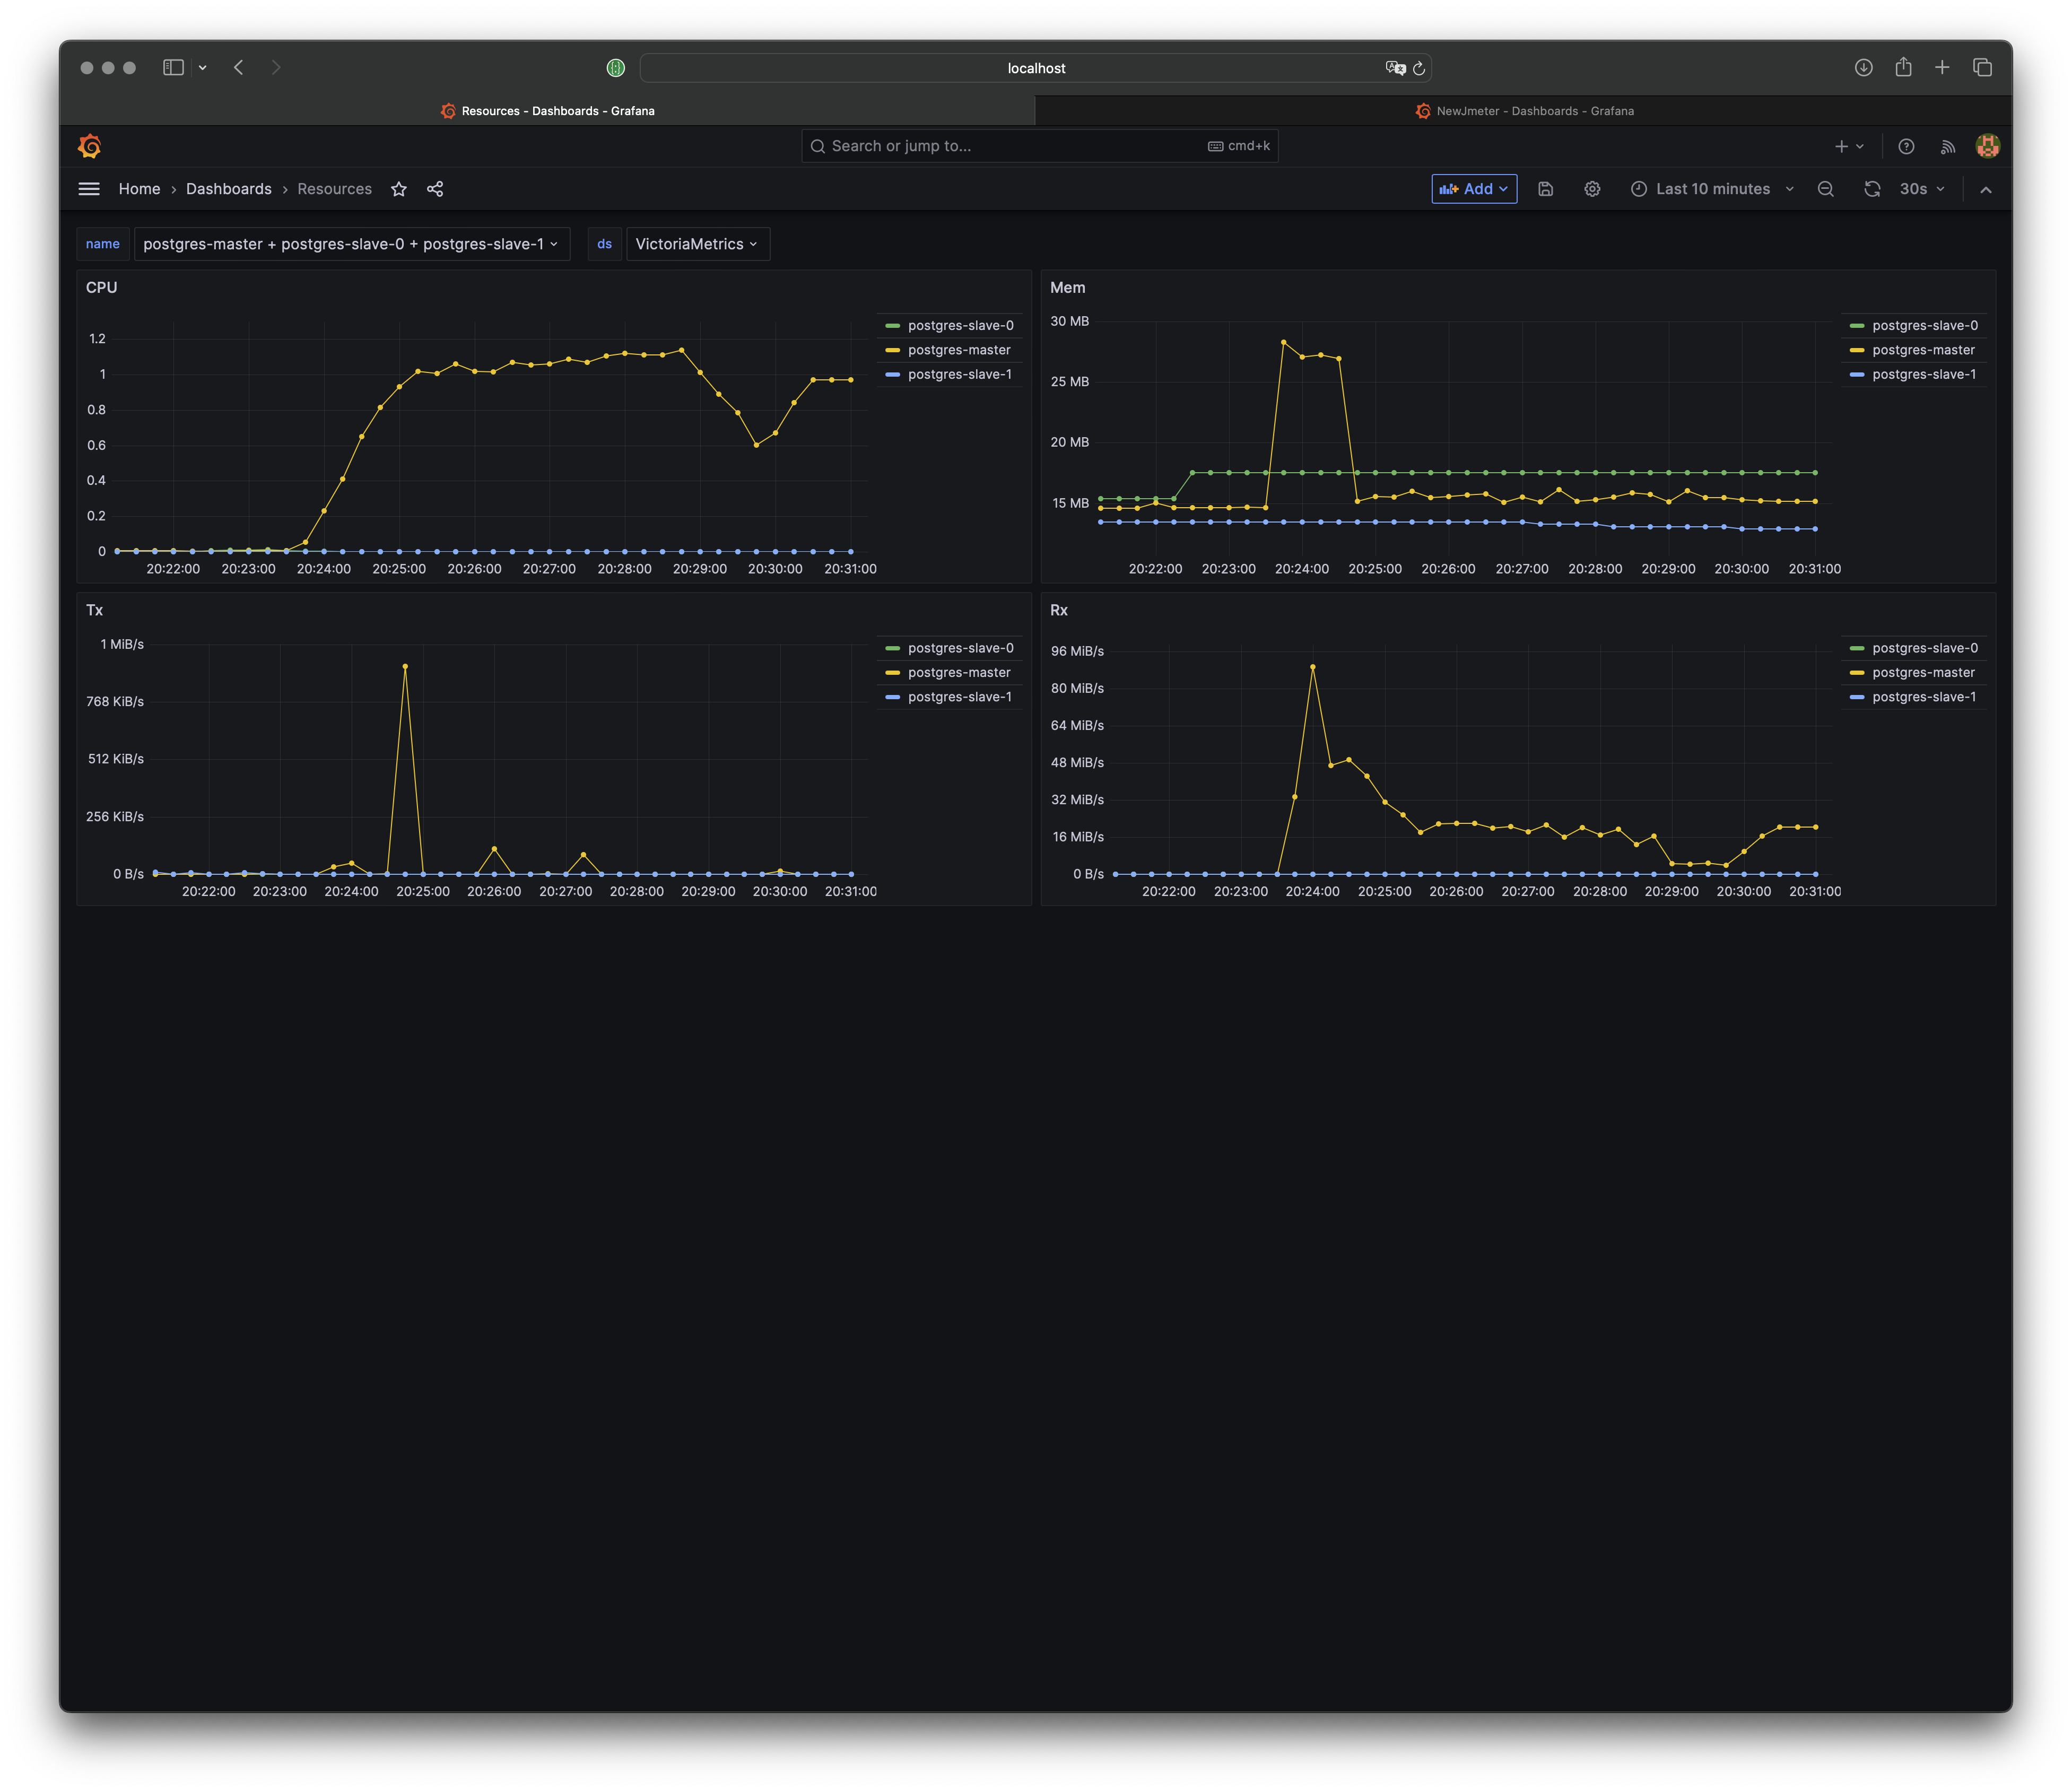 localhost
Resources - Dashboards - Grafana
NewJmeter - Dashboards - Grafana
Search or jump to...
cmd+k
Home › Dashboards › Resources
Add
Last 10 minutes
30s
name
postgres-master + postgres-slave-0 + postgres-slave-1
ds
VictoriaMetrics
CPU
1.2
1
0.8
0.6
0.4
0.2
0
20:22:00 20:23:00 20:24:00 20:25:00 20:26:00 20:27:00 20:28:00 20:29:00 20:30:00 20:31:00
postgres-slave-0
postgres-master
postgres-slave-1
Mem
30 MB
25 MB
20 MB
15 MB
20:22:00 20:23:00 20:24:00 20:25:00 20:26:00 20:27:00 20:28:00 20:29:00 20:30:00 20:31:00
postgres-slave-0
postgres-master
postgres-slave-1
Tx
1 MiB/s
768 KiB/s
512 KiB/s
256 KiB/s
0 B/s
20:22:00 20:23:00 20:24:00 20:25:00 20:26:00 20:27:00 20:28:00 20:29:00 20:30:00 20:31:00
postgres-slave-0
postgres-master
postgres-slave-1
Rx
96 MiB/s
80 MiB/s
64 MiB/s
48 MiB/s
32 MiB/s
16 MiB/s
0 B/s
20:22:00 20:23:00 20:24:00 20:25:00 20:26:00 20:27:00 20:28:00 20:29:00 20:30:00 20:31:00
postgres-slave-0
postgres-master
postgres-slave-1